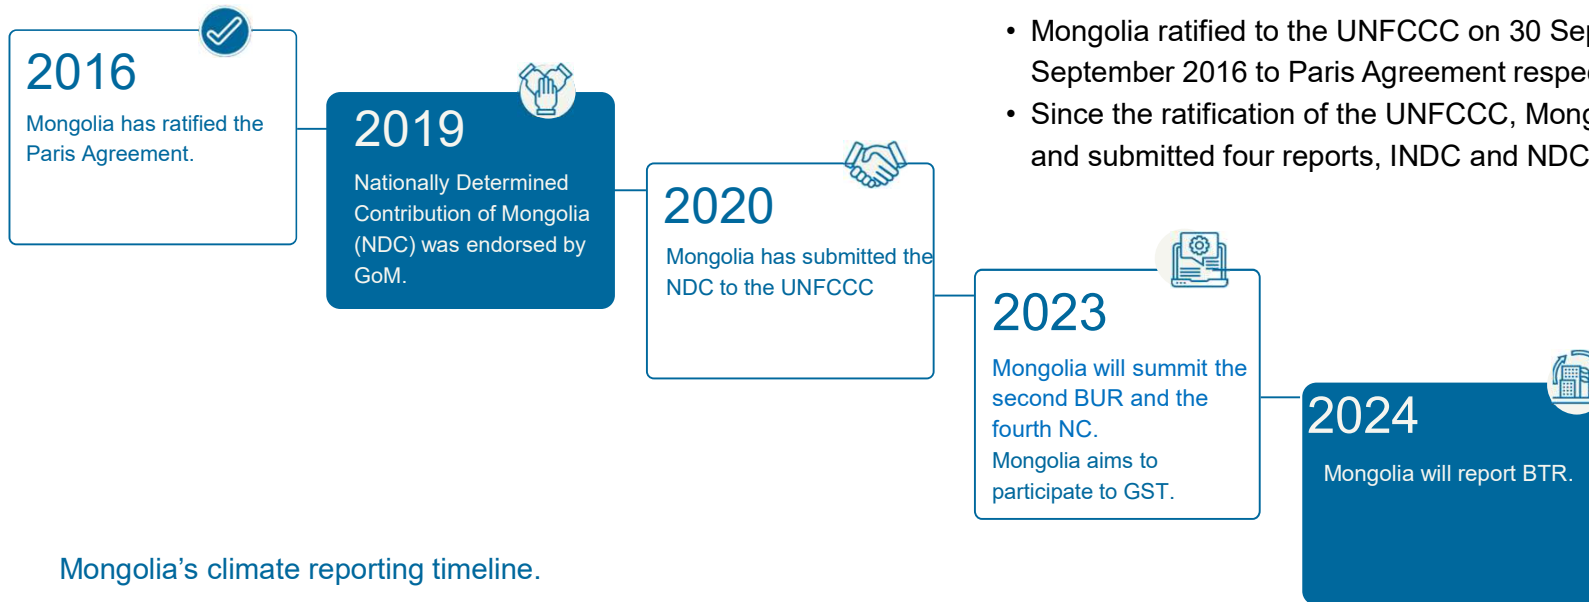 2016
Mongolia has ratified the
Paris Agreement.
2019
Nationally Determined
Contribution of Mongolia
(NDC) was endorsed by
GoM.
2020
Mongolia has submitted the
NDC to the UNFCCC
2023
Mongolia will summit the
second BUR and the
fourth NC.
Mongolia aims to
participate to GST.
2024
Mongolia will report BTR.
• Mongolia ratified to the UNFCCC on 30
September 2016 to Paris Agreement
• Since the ratification of the UNFCCC,
and submitted four reports, INDC and NDC
Mongolia’s climate reporting timeline.